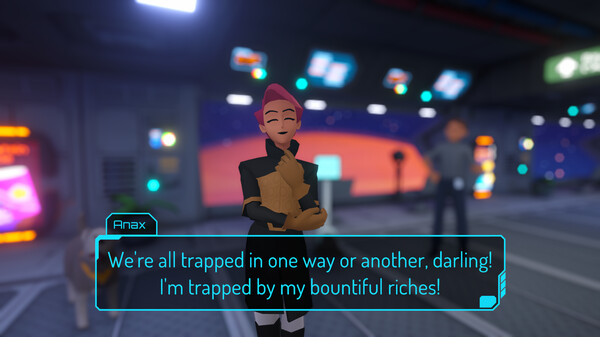 Anax
We're all trapped in one way or another, darling!
I'm trapped by my bountiful riches!